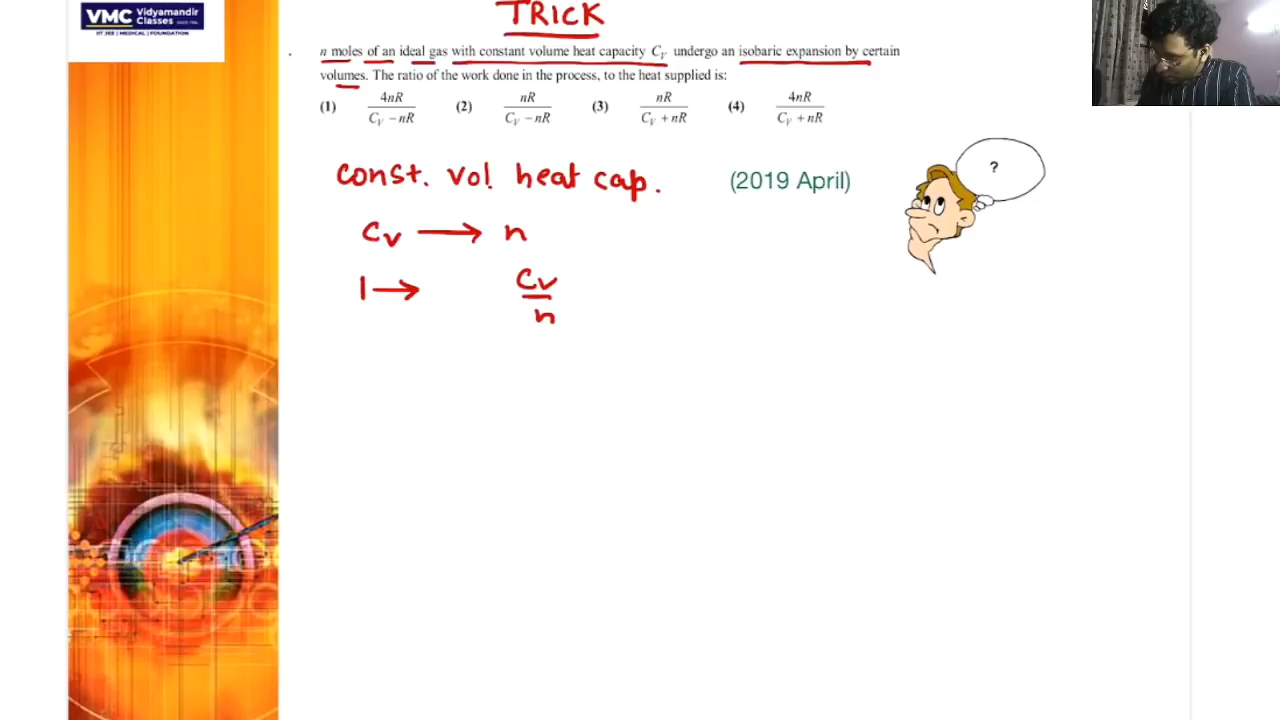 VMC Vidyamandir Classes
IIT JEE | MEDICAL | FOUNDATION
TRICK
n moles of an ideal gas with constant volume heat capacity C_V undergo an isobaric expansion by certain
volumes. The ratio of the work done in the process, to the heat supplied is:
(1) 4nR / (C_V − nR) (2) nR / (C_V − nR) (3) nR / (C_V + nR) (4) 4nR / (C_V + nR)
?
const. vol. heat cap. (2019 April)
Cv → n
1 → Cv / n